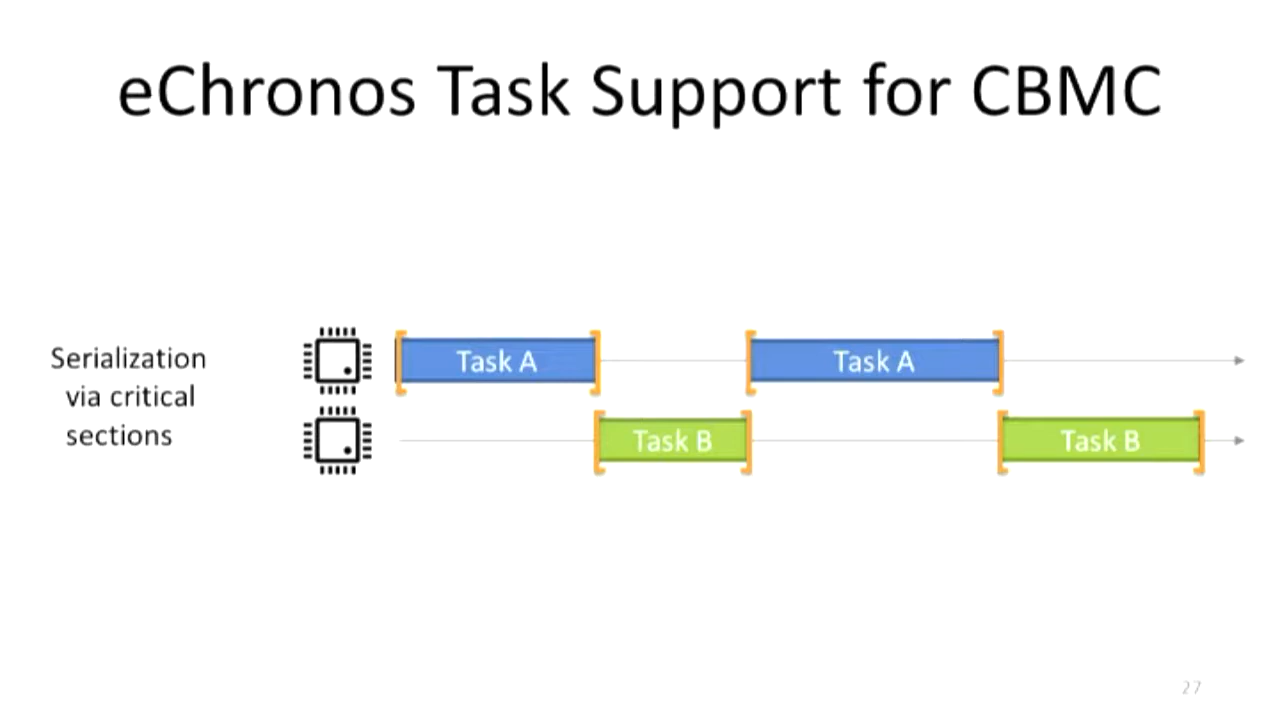 eChronos Task Support for CBMC
Serialization
via critical
sections
Task A
Task A
Task B
Task B
27